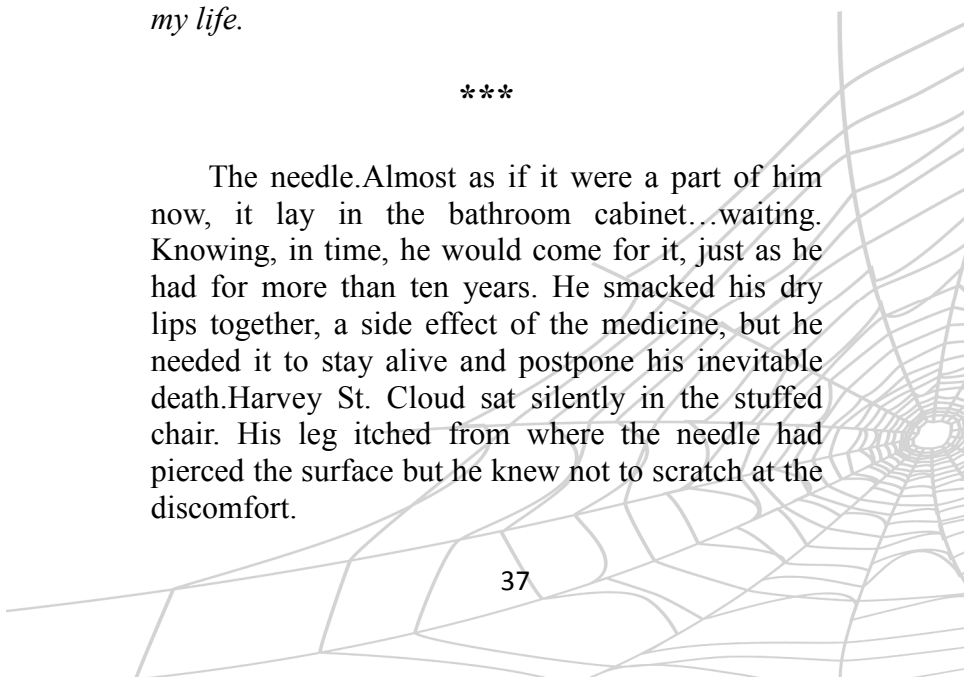 my life.
***
The needle.Almost as if it were a part of him
now, it lay in the bathroom cabinet…waiting.
Knowing, in time, he would come for it, just as he
had for more than ten years. He smacked his dry
lips together, a side effect of the medicine, but he
needed it to stay alive and postpone his inevitable
death.Harvey St. Cloud sat silently in the stuffed
chair. His leg itched from where the needle had
pierced the surface but he knew not to scratch at the
discomfort.
37